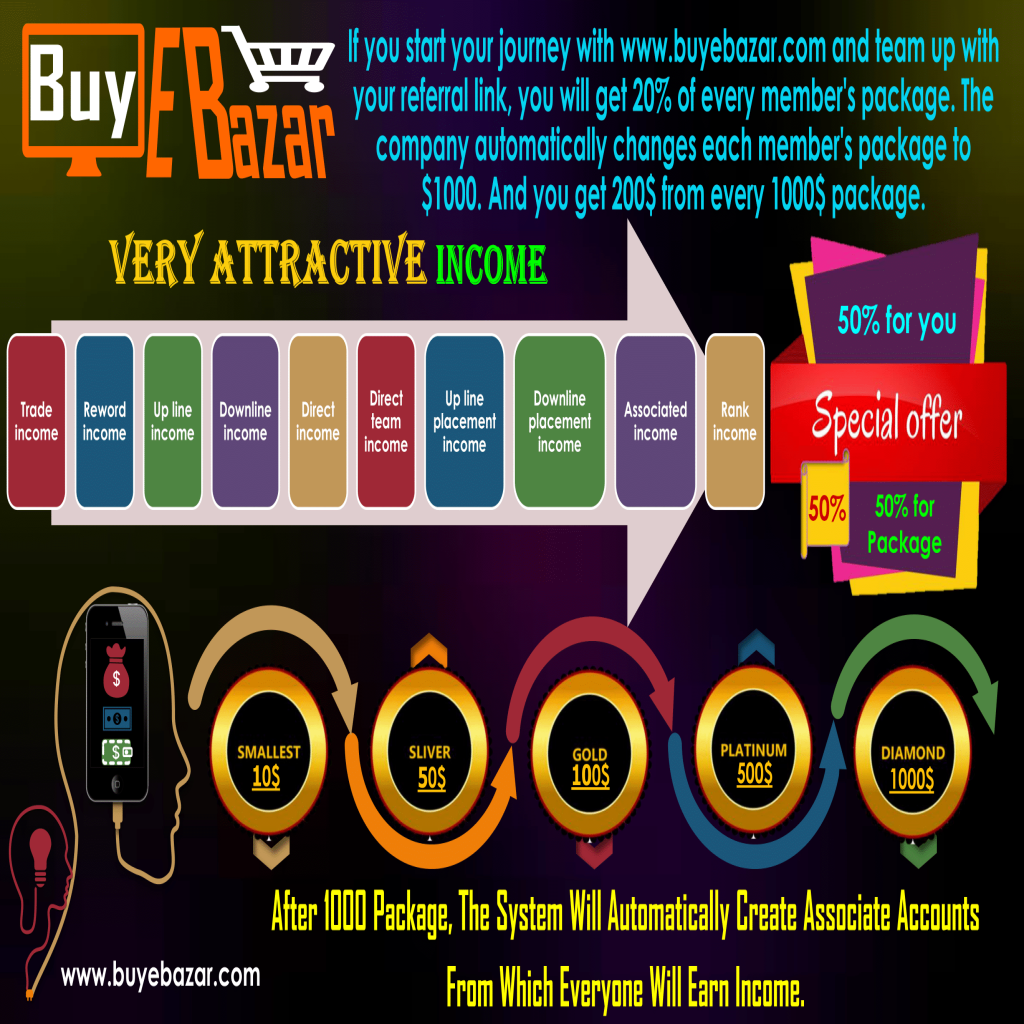 Buy E Bazar
If you start your journey with www.buyebazar.com and team up with
your referral link, you will get 20% of every member's package. The
company automatically changes each member's package to
$1000. And you get 200$ from every 1000$ package.
VERY ATTRACTIVE INCOME
Trade
income
Reword
income
Up line
income
Downline
income
Direct
income
Direct
team
income
Up line
placement
income
Downline
placement
income
Associated
income
Rank
income
50% for you
Special offer
50%
50% for
Package
$
$
$
SMALLEST
10$
SLIVER
50$
GOLD
100$
PLATINUM
500$
DIAMOND
1000$
After 1000 Package, The System Will Automatically Create Associate Accounts
From Which Everyone Will Earn Income.
www.buyebazar.com